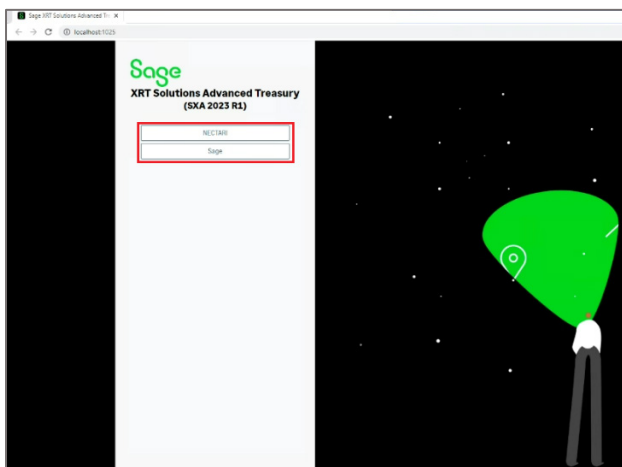 Sage XRT Solutions Advanced Tr
localhost:1025
Sage
XRT Solutions Advanced Treasury
(SXA 2023 R1)
NECTARI
Sage